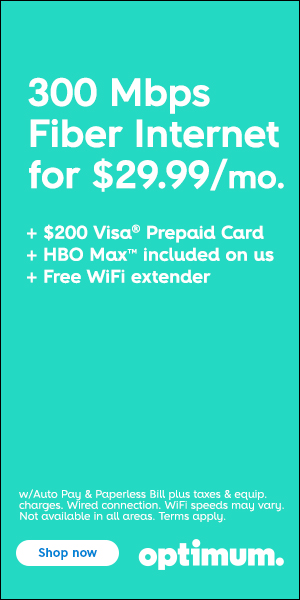 300 Mbps
Fiber Internet
for $29.99/mo.
+ $200 Visa® Prepaid Card
+ HBO Max™ included on us
+ Free WiFi extender
w/Auto Pay & Paperless Bill plus taxes & equip.
charges. Wired connection. WiFi speeds may vary.
Not available in all areas. Terms apply.
Shop now
optimum.